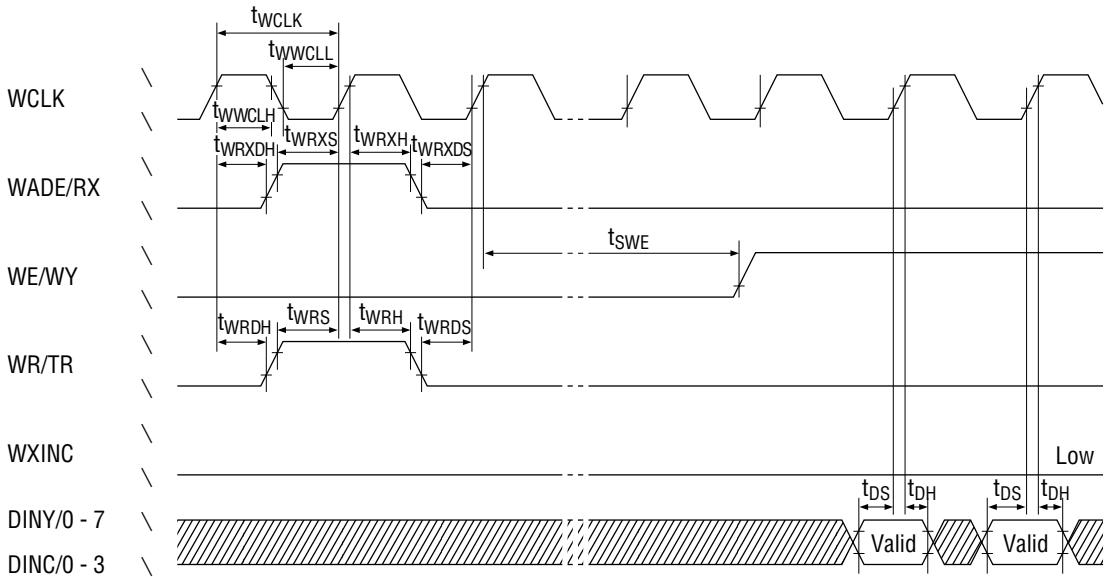 tWCLK
tWWCLL
WCLK
tWWCLH
tWRXDH tWRXS tWRXH tWRXDS
WADE/RX
tSWE
WE/WY
tWRDH tWRS tWRH tWRDS
WR/TR
WXINC
Low
tDS tDH tDS tDH
DINY/0 - 7
Valid Valid
DINC/0 - 3